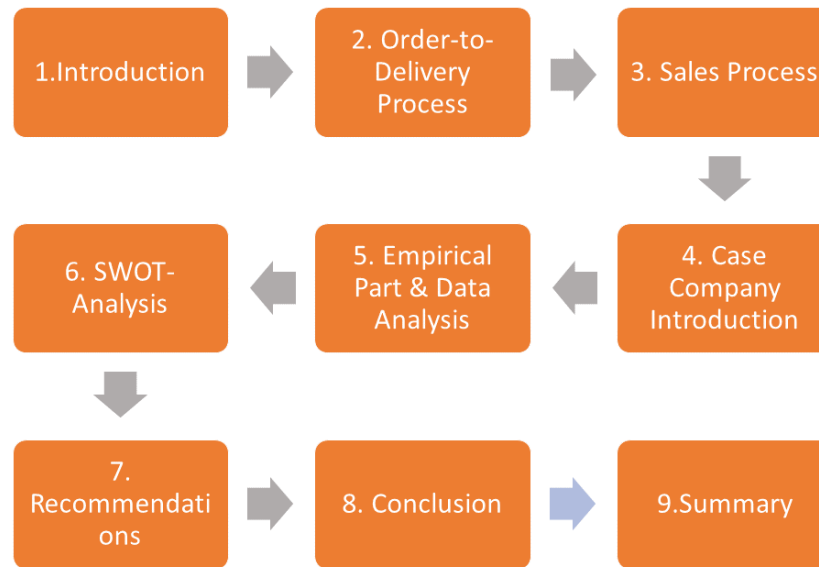 1.Introduction
2. Order-to-
Delivery
Process
3. Sales Process
4. Case
Company
Introduction
5. Empirical
Part & Data
Analysis
6. SWOT-
Analysis
7.
Recommendati
ons
8. Conclusion
9.Summary